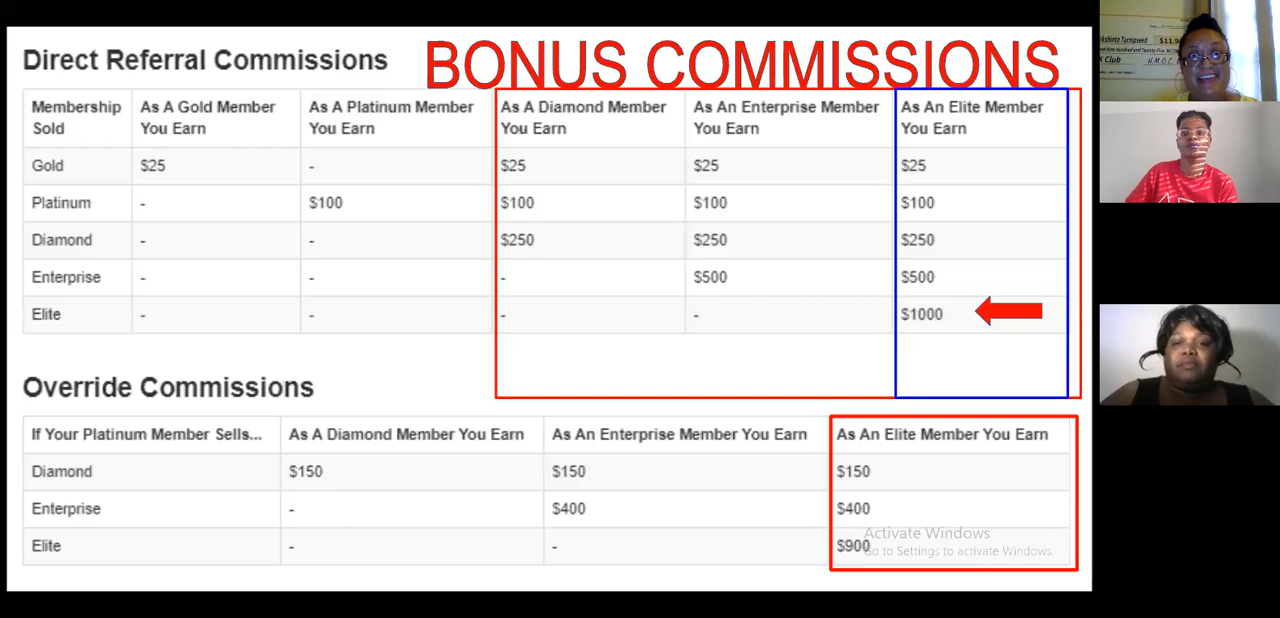 Direct Referral Commissions
BONUS COMMISSIONS
Membership Sold | As A Gold Member You Earn | As A Platinum Member You Earn | As A Diamond Member You Earn | As An Enterprise Member You Earn | As An Elite Member You Earn
Gold | $25 | - | $25 | $25 | $25
Platinum | - | $100 | $100 | $100 | $100
Diamond | - | - | $250 | $250 | $250
Enterprise | - | - | - | $500 | $500
Elite | - | - | - | - | $1000
Override Commissions
If Your Platinum Member Sells... | As A Diamond Member You Earn | As An Enterprise Member You Earn | As An Elite Member You Earn
Diamond | $150 | $150 | $150
Enterprise | - | $400 | $400
Elite | - | - | $900
Activate Windows
Go to Settings to activate Windows.
Turnipseed
Club